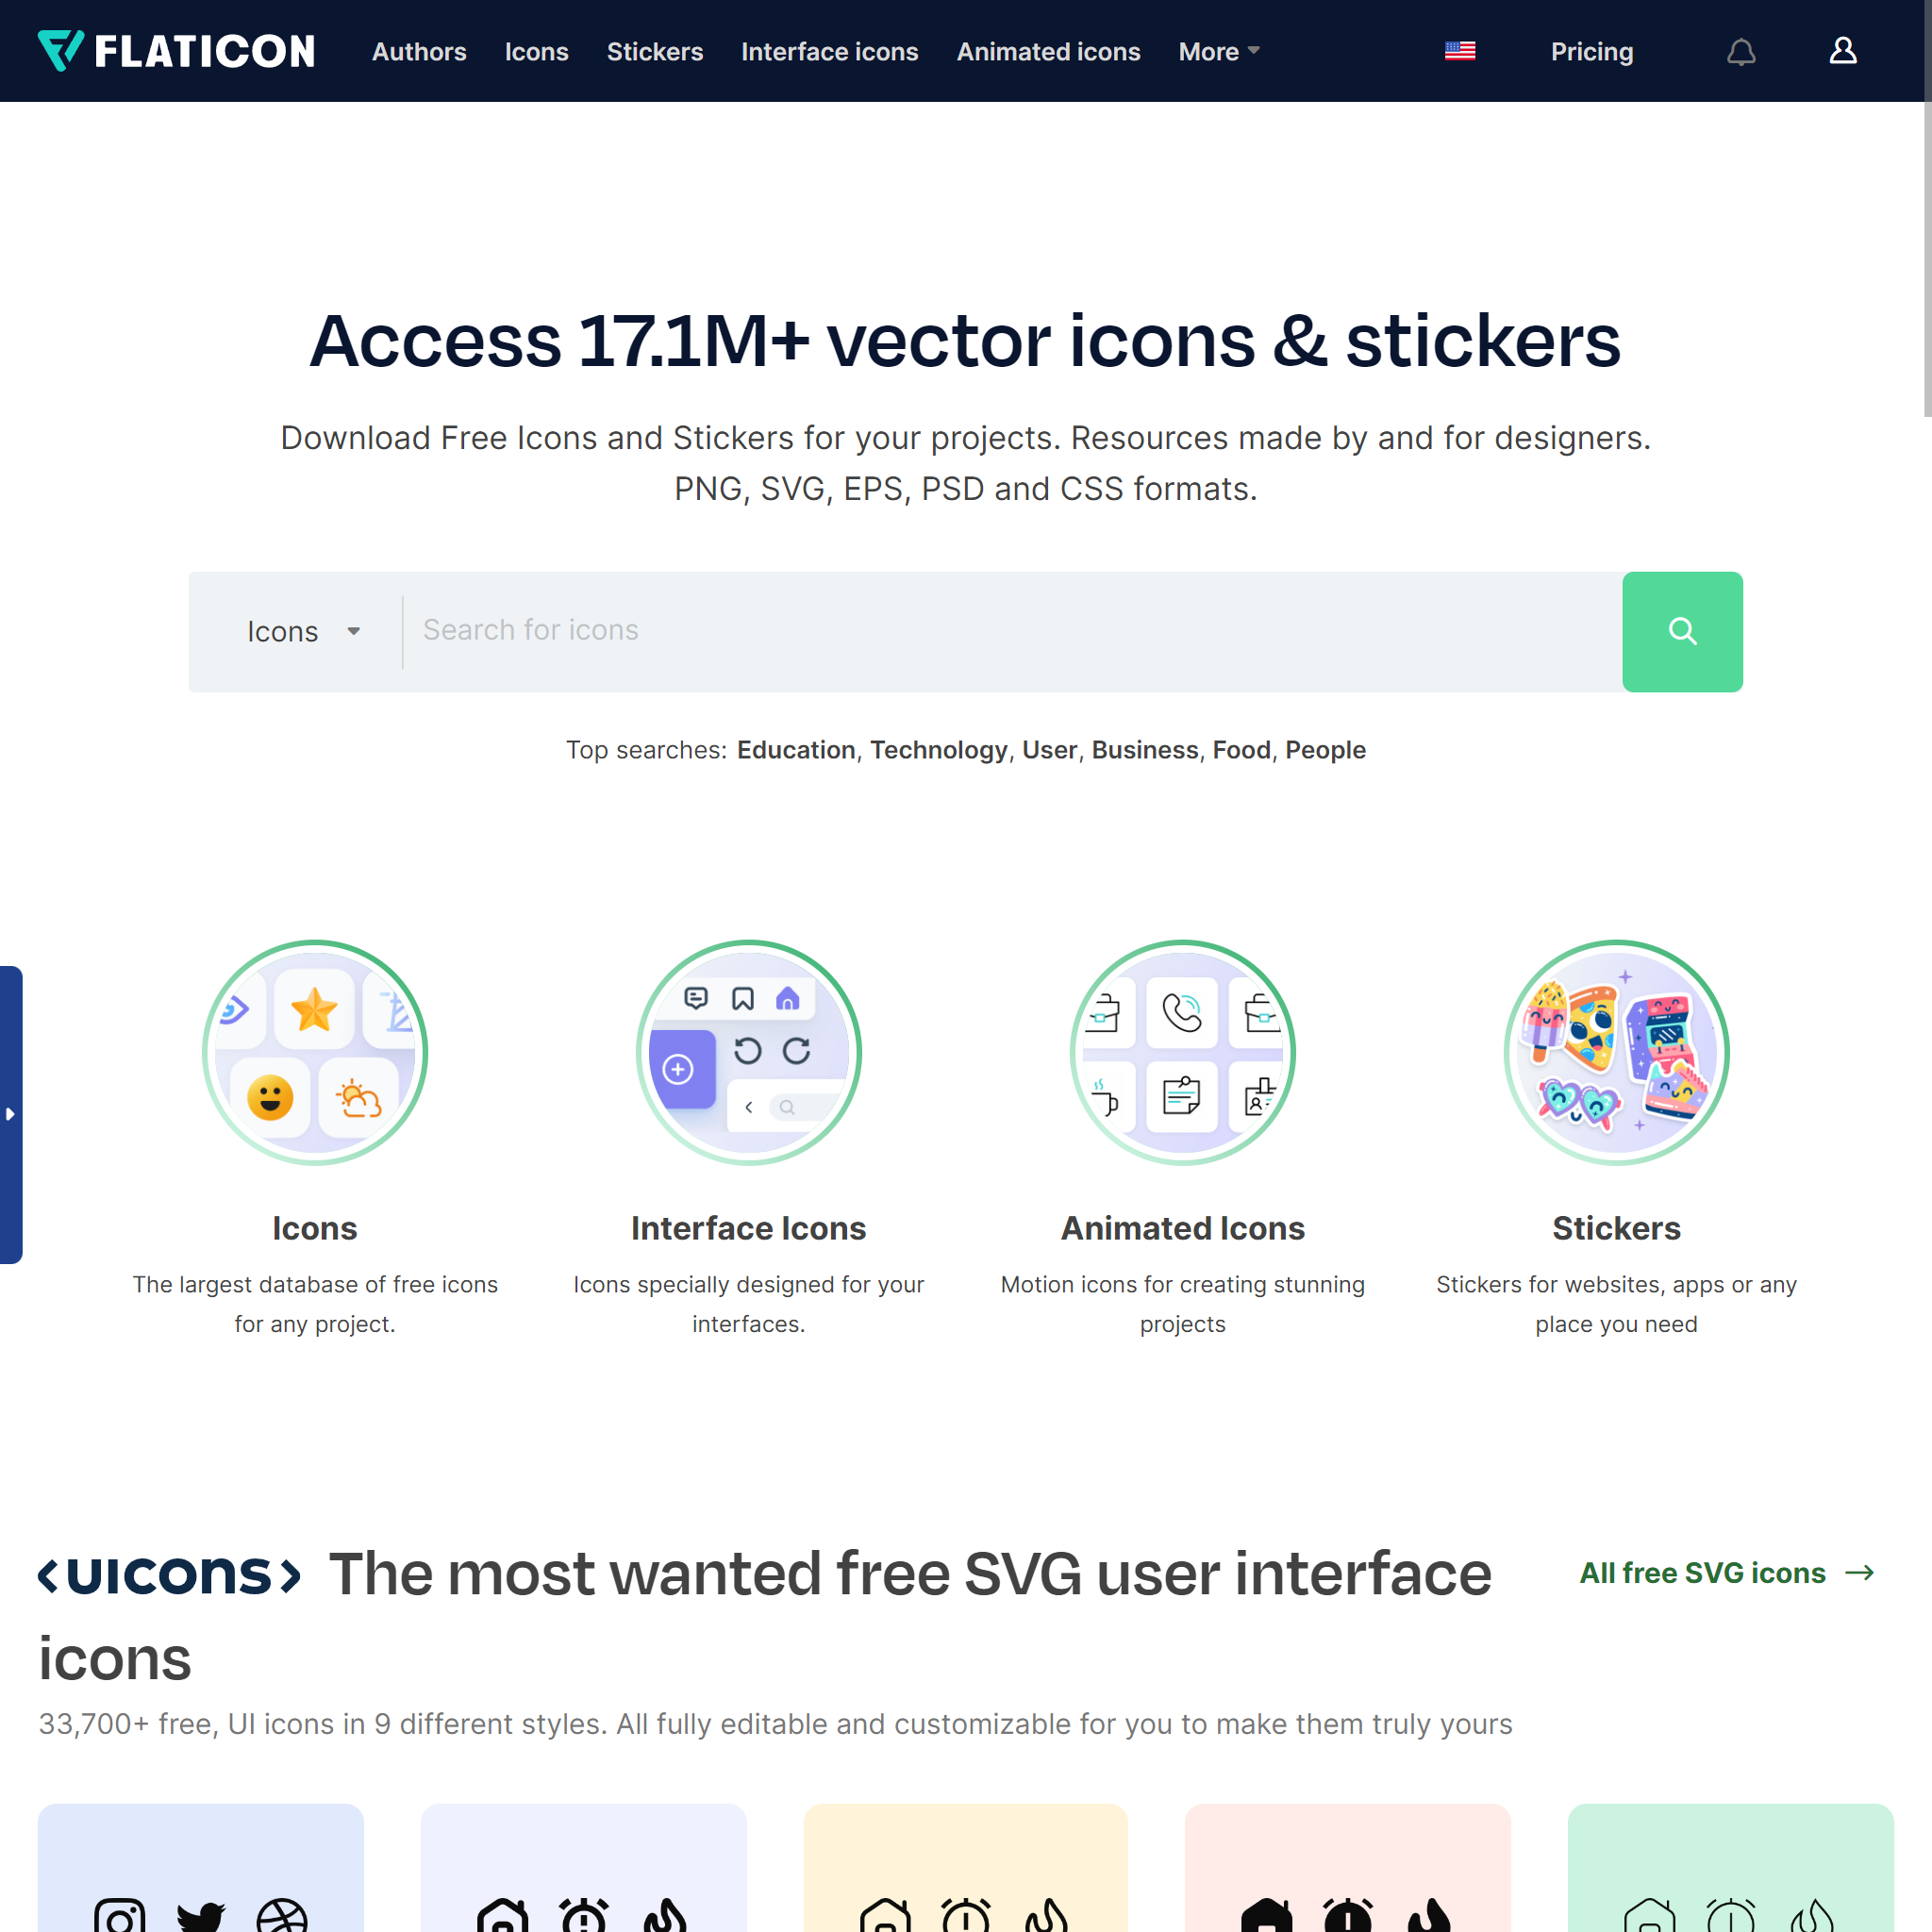 FLATICON Authors Icons Stickers Interface icons Animated icons More Pricing
Access 17.1M+ vector icons & stickers
Download Free Icons and Stickers for your projects. Resources made by and for designers.
PNG, SVG, EPS, PSD and CSS formats.
Icons Search for icons
Top searches: Education, Technology, User, Business, Food, People
Icons
The largest database of free icons
for any project.
Interface Icons
Icons specially designed for your
interfaces.
Animated Icons
Motion icons for creating stunning
projects
Stickers
Stickers for websites, apps or any
place you need
<uicons> The most wanted free SVG user interface
icons
All free SVG icons →
33,700+ free, UI icons in 9 different styles. All fully editable and customizable for you to make them truly yours